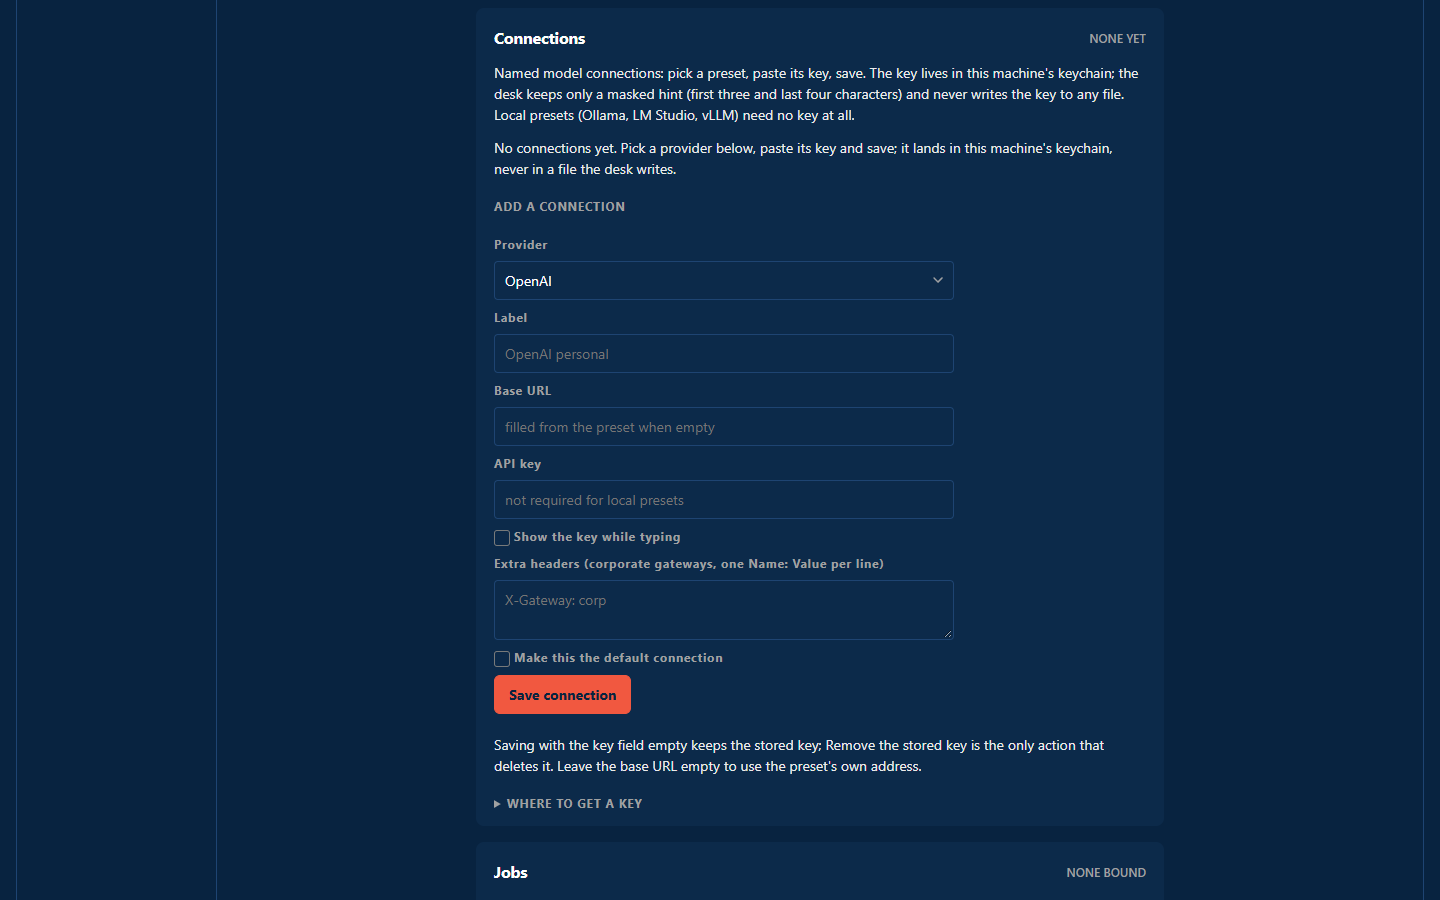 Connections
NONE YET
Named model connections: pick a preset, paste its key, save. The key lives in this machine's keychain; the
desk keeps only a masked hint (first three and last four characters) and never writes the key to any file.
Local presets (Ollama, LM Studio, vLLM) need no key at all.
No connections yet. Pick a provider below, paste its key and save; it lands in this machine's keychain,
never in a file the desk writes.
ADD A CONNECTION
Provider
OpenAI
Label
OpenAI personal
Base URL
filled from the preset when empty
API key
not required for local presets
Show the key while typing
Extra headers (corporate gateways, one Name: Value per line)
X-Gateway: corp
Make this the default connection
Save connection
Saving with the key field empty keeps the stored key; Remove the stored key is the only action that
deletes it. Leave the base URL empty to use the preset's own address.
WHERE TO GET A KEY
Jobs
NONE BOUND